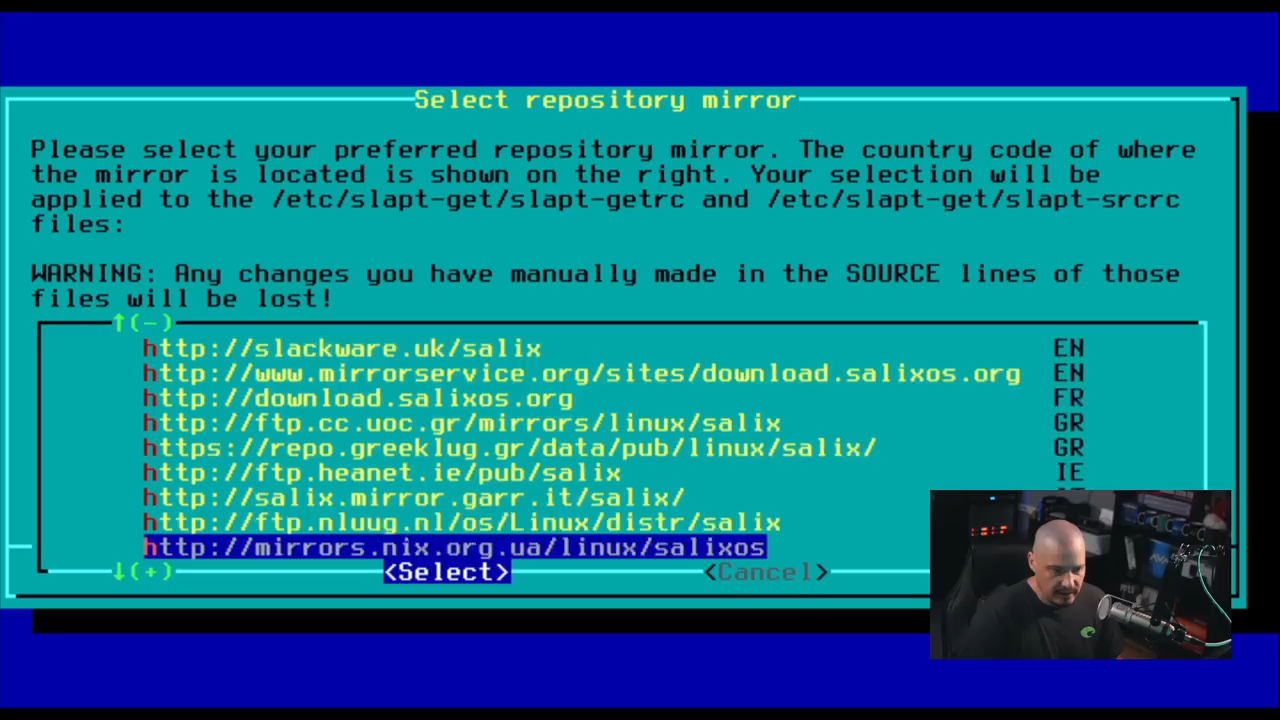 Select repository mirror
Please select your preferred repository mirror. The country code of where
the mirror is located is shown on the right. Your selection will be
applied to the /etc/slapt-get/slapt-getrc and /etc/slapt-get/slapt-srcrc
files:
WARNING: Any changes you have manually made in the SOURCE lines of those
files will be lost!
↑(-)
http://slackware.uk/salix EN
http://www.mirrorservice.org/sites/download.salixos.org EN
http://download.salixos.org FR
http://ftp.cc.uoc.gr/mirrors/linux/salix GR
https://repo.greeklug.gr/data/pub/linux/salix/ GR
http://ftp.heanet.ie/pub/salix IE
http://salix.mirror.garr.it/salix/
http://ftp.nluug.nl/os/Linux/distr/salix
http://mirrors.nix.org.ua/linux/salixos
↓(+)
<Select> <Cancel>